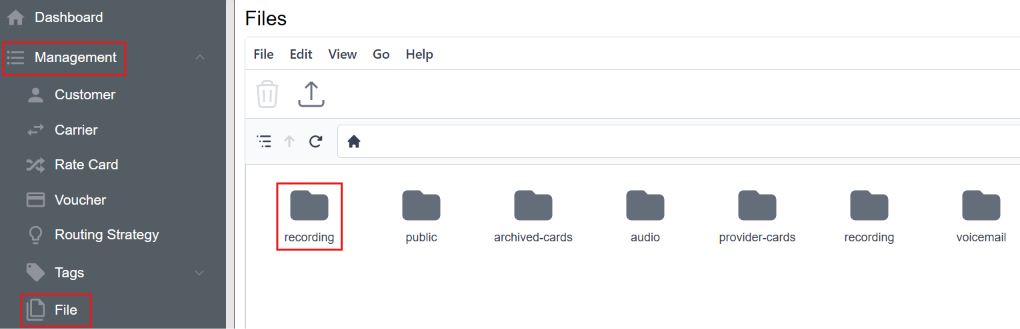 Dashboard
Management
Customer
Carrier
Rate Card
Voucher
Routing Strategy
Tags
File
Files
File Edit View Go Help
recording public archived-cards audio provider-cards recording voicemail